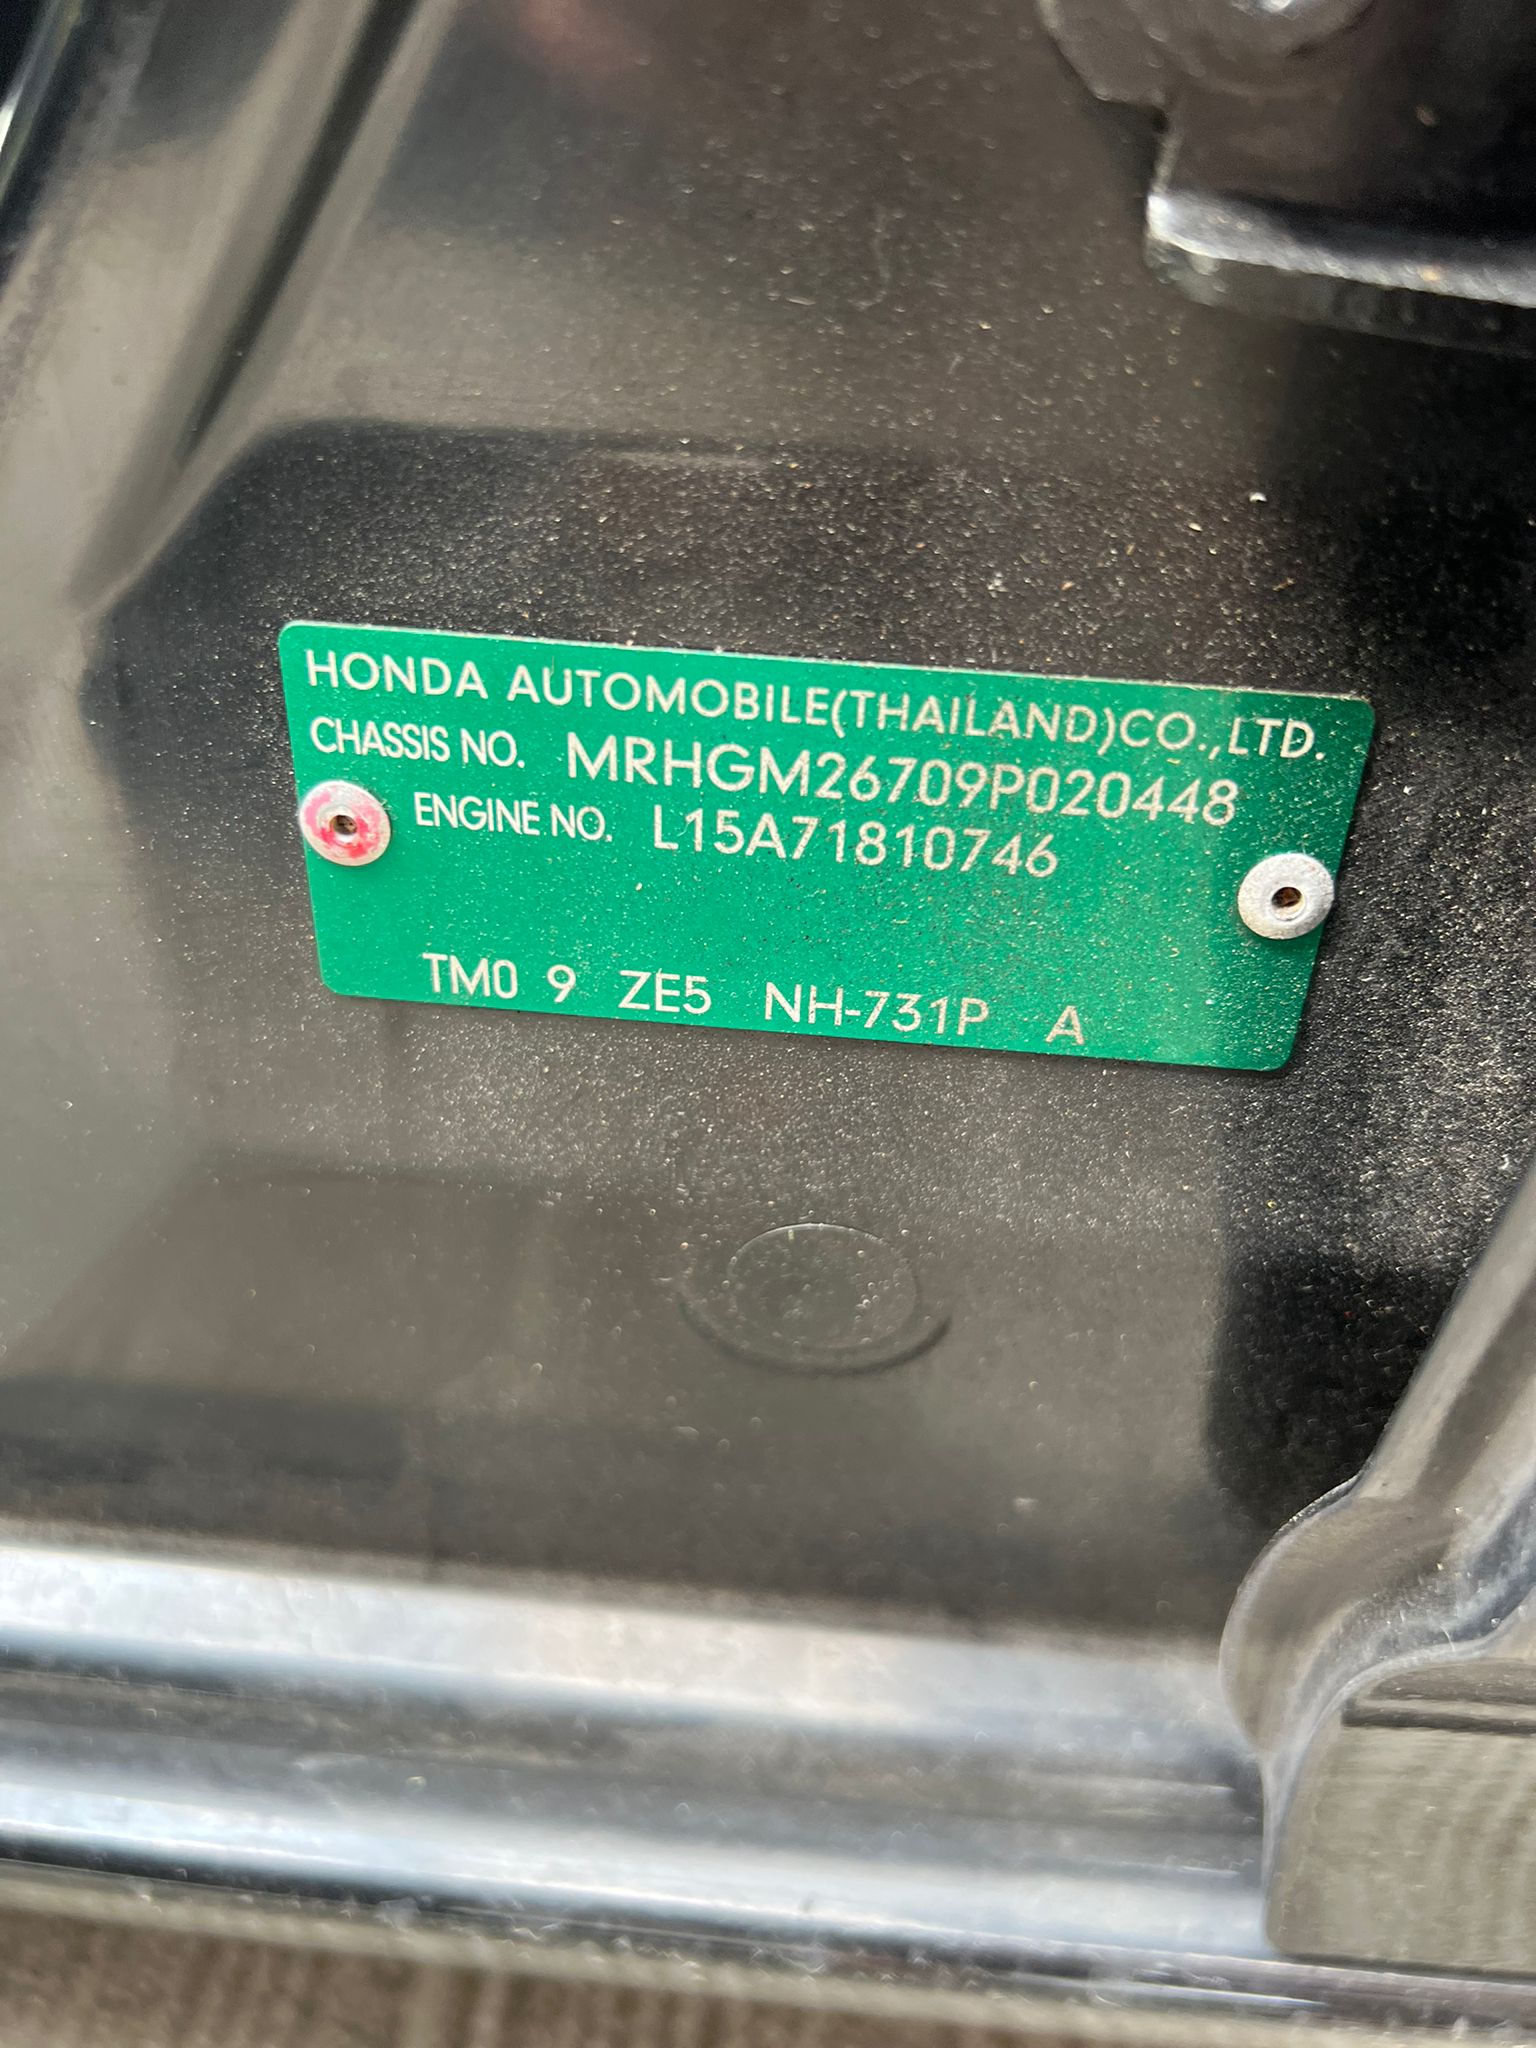 HONDA AUTOMOBILE(THAILAND)CO.,LTD.
CHASSIS NO. MRHGM26709P020448
ENGINE NO. L15A71810746
TM0 9 ZE5 NH-731P A